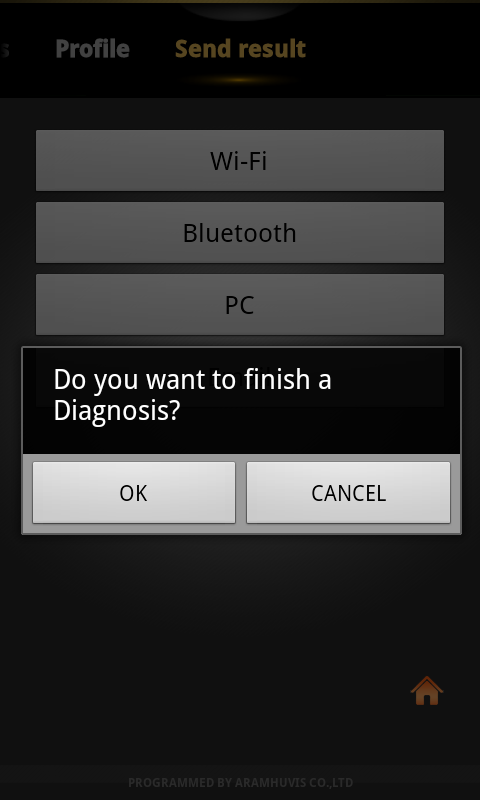 s
Profile
Send result
Wi-Fi
Bluetooth
PC
Do you want to finish a
Diagnosis?
OK
CANCEL
PROGRAMMED BY ARAMHUVIS CO.,LTD